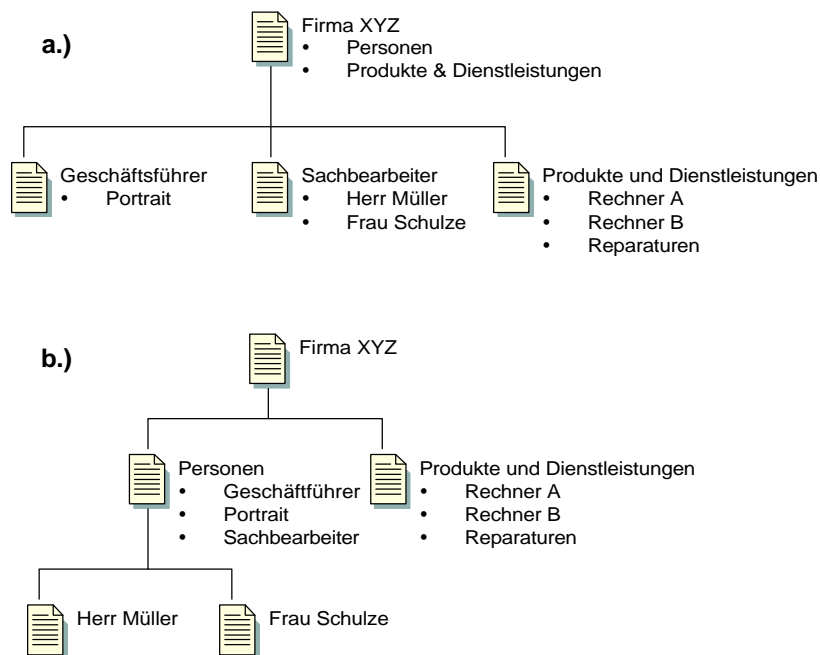 a.)
Firma XYZ
• Personen
• Produkte & Dienstleistungen
Geschäftsführer
• Portrait
Sachbearbeiter
• Herr Müller
• Frau Schulze
Produkte und Dienstleistungen
• Rechner A
• Rechner B
• Reparaturen
b.)
Firma XYZ
Personen
• Geschäftführer
• Portrait
• Sachbearbeiter
Produkte und Dienstleistungen
• Rechner A
• Rechner B
• Reparaturen
Herr Müller
Frau Schulze